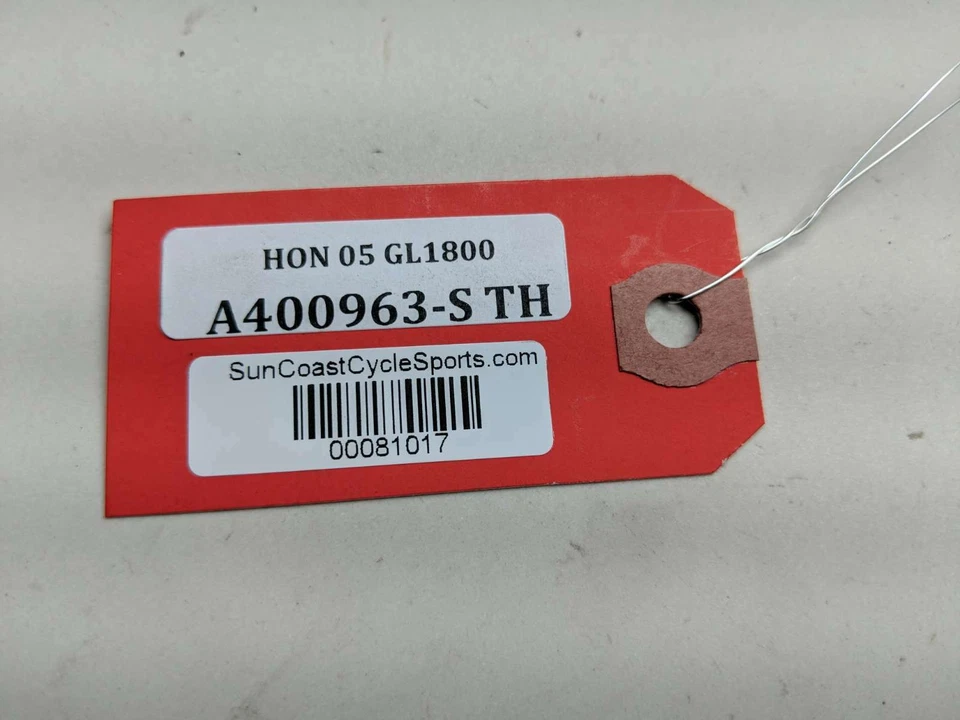 HON 05 GL1800
A400963-S TH
SunCoastCycleSports.com
00081017